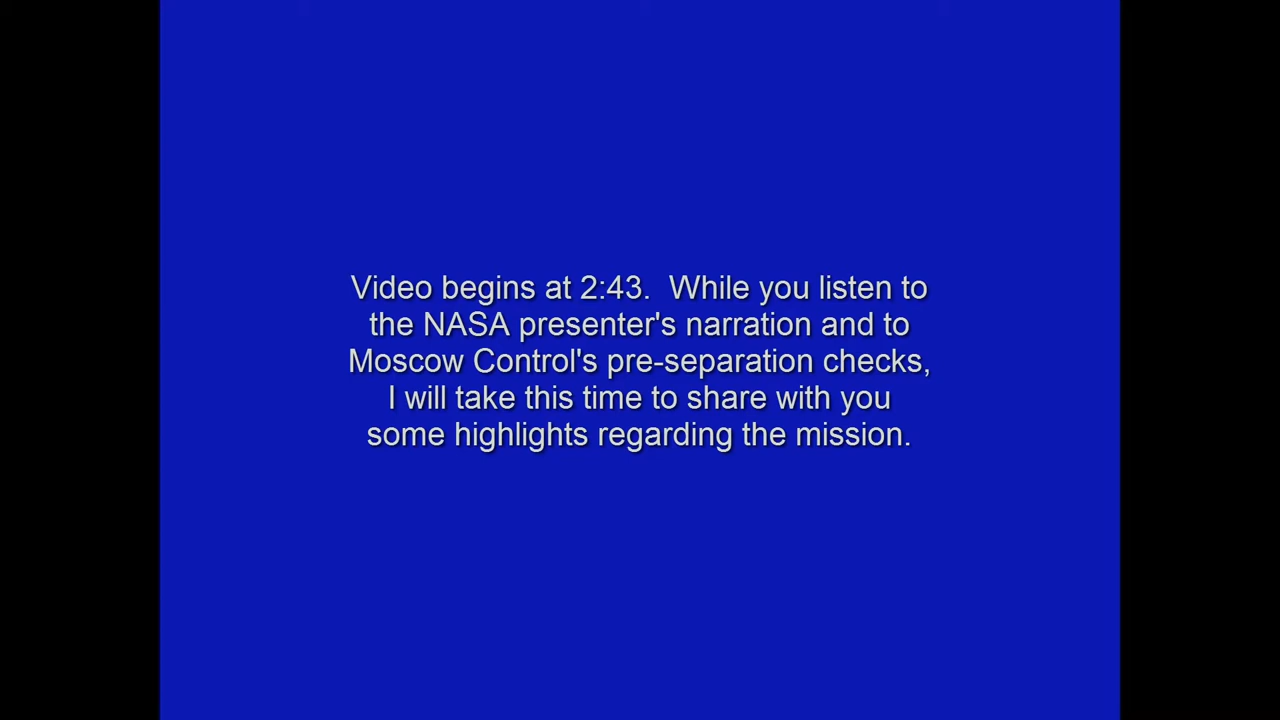 Video begins at 2:43.  While you listen to
the NASA presenter's narration and to
Moscow Control's pre-separation checks,
I will take this time to share with you
some highlights regarding the mission.